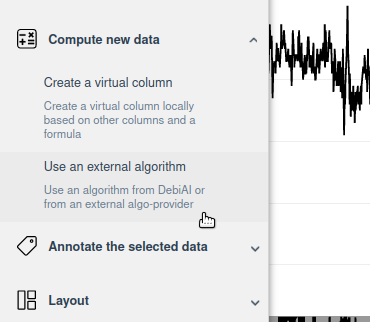 Compute new data
Create a virtual column
Create a virtual column locally
based on other columns and a
formula
Use an external algorithm
Use an algorithm from DebiAI or
from an external algo-provider
Annotate the selected data
Layout